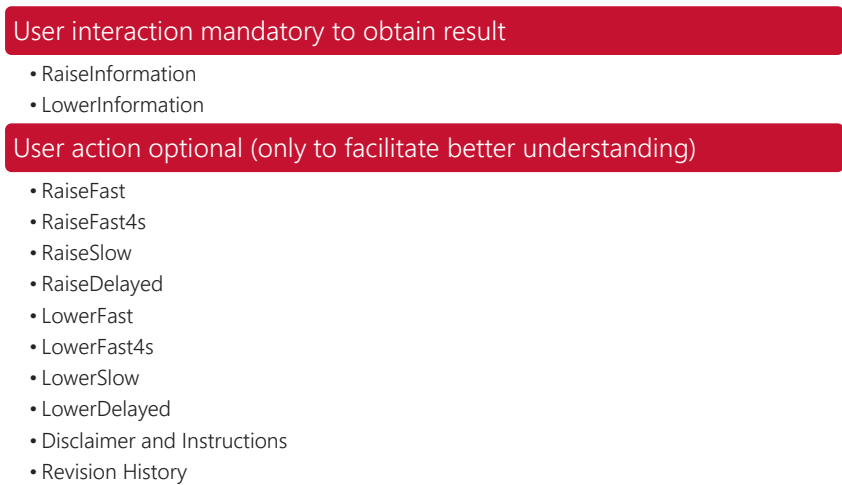 User interaction mandatory to obtain result
• RaiseInformation
• LowerInformation
User action optional (only to facilitate better understanding)
• RaiseFast
• RaiseFast4s
• RaiseSlow
• RaiseDelayed
• LowerFast
• LowerFast4s
• LowerSlow
• LowerDelayed
• Disclaimer and Instructions
• Revision History